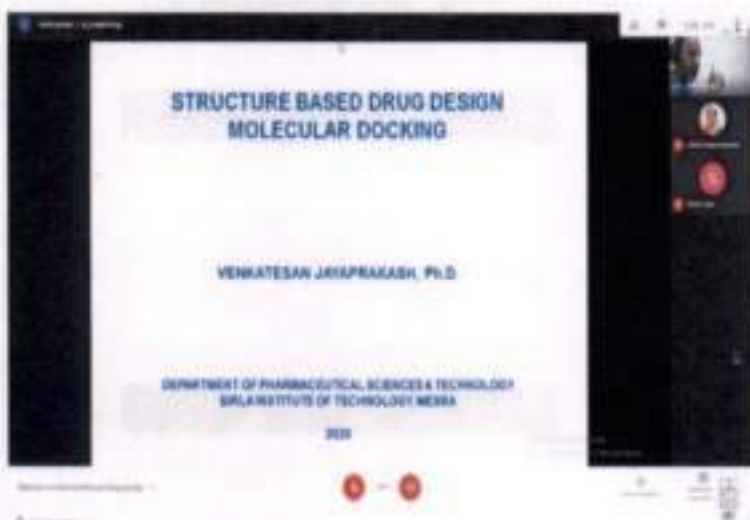 STRUCTURE BASED DRUG DESIGN
MOLECULAR DOCKING
VENKATESAN JAYAPRAKASH, Ph.D.
DEPARTMENT OF PHARMACEUTICAL SCIENCES & TECHNOLOGY
BIRLA INSTITUTE OF TECHNOLOGY, MESRA
2020